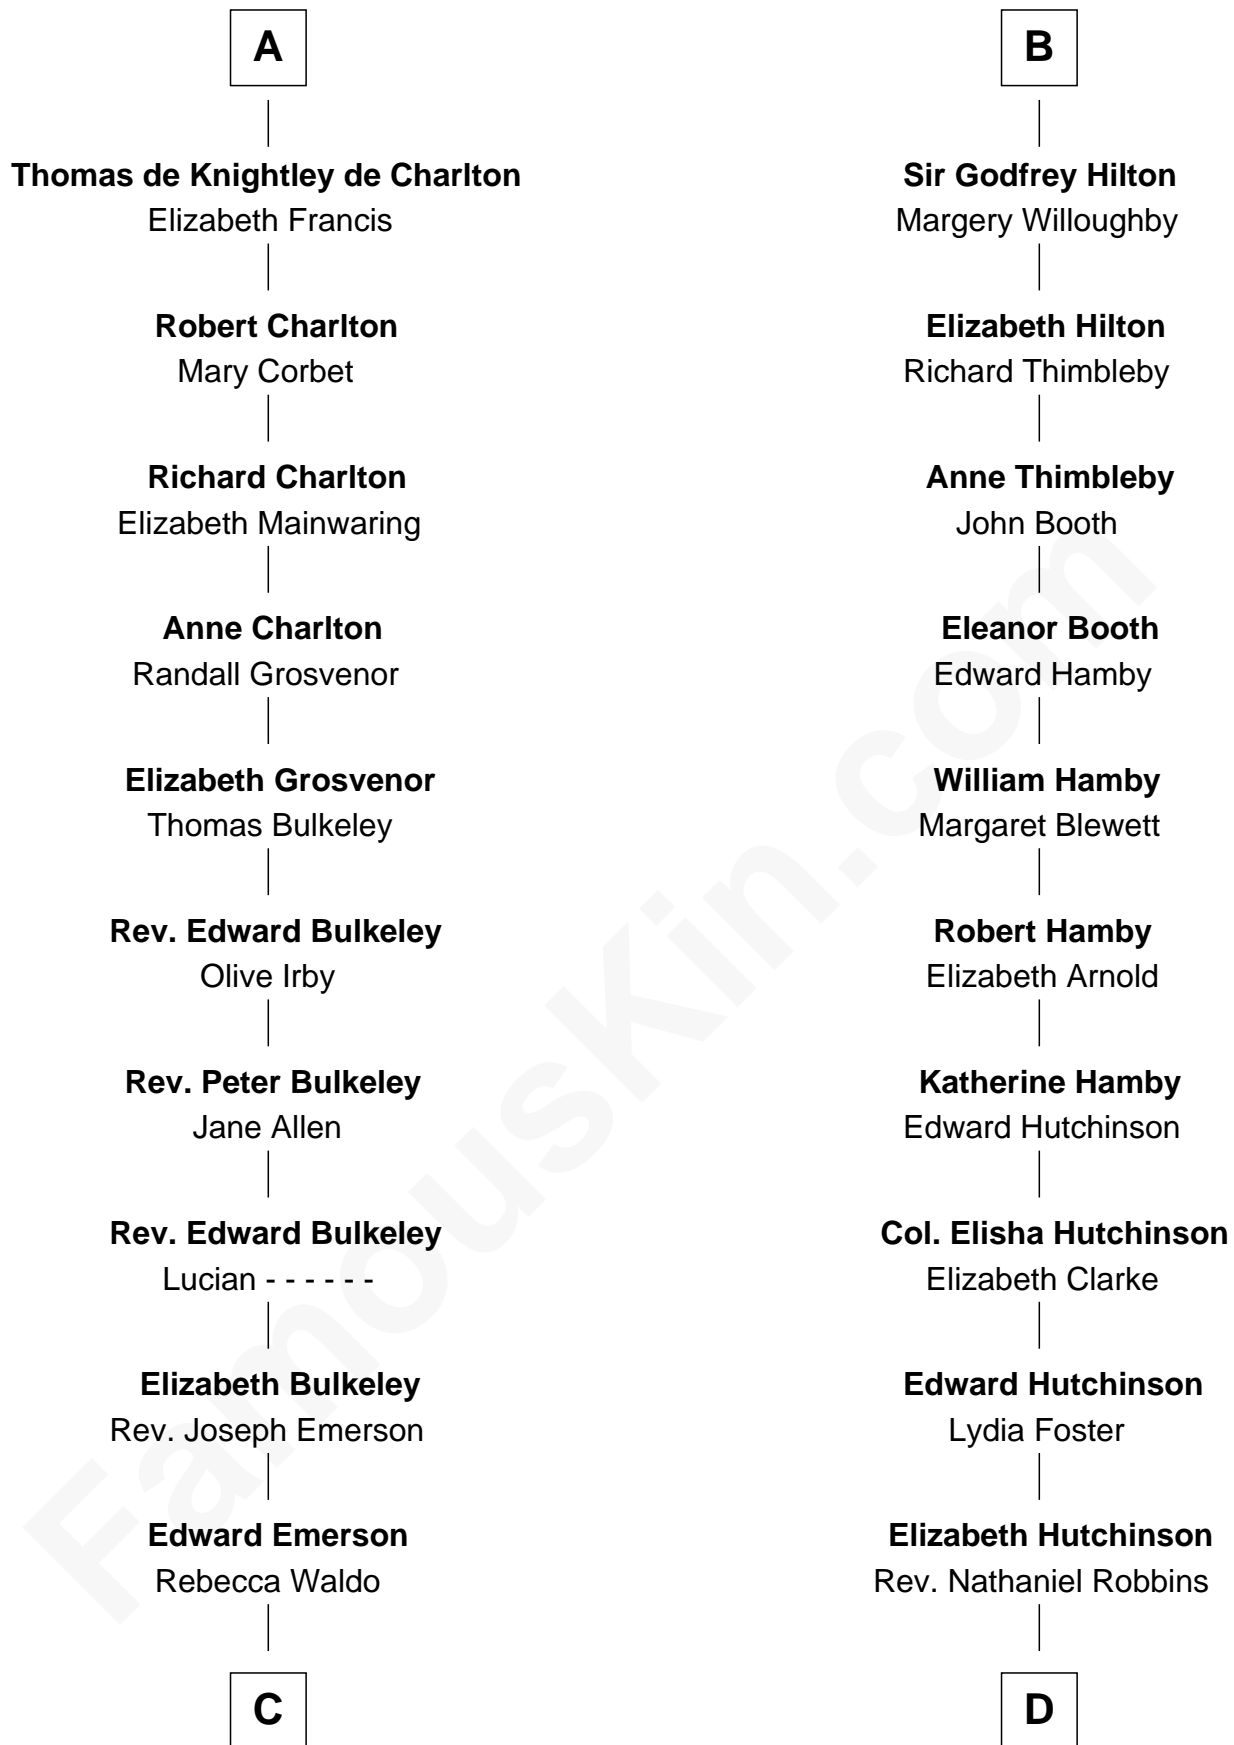 A
Thomas de Knightley de Charlton
Elizabeth Francis
Robert Charlton
Mary Corbet
Richard Charlton
Elizabeth Mainwaring
Anne Charlton
Randall Grosvenor
Elizabeth Grosvenor
Thomas Bulkeley
Rev. Edward Bulkeley
Olive Irby
Rev. Peter Bulkeley
Jane Allen
Rev. Edward Bulkeley
Lucian - - - - - -
Elizabeth Bulkeley
Rev. Joseph Emerson
Edward Emerson
Rebecca Waldo
C
B
Sir Godfrey Hilton
Margery Willoughby
Elizabeth Hilton
Richard Thimbleby
Anne Thimbleby
John Booth
Eleanor Booth
Edward Hamby
William Hamby
Margaret Blewett
Robert Hamby
Elizabeth Arnold
Katherine Hamby
Edward Hutchinson
Col. Elisha Hutchinson
Elizabeth Clarke
Edward Hutchinson
Lydia Foster
Elizabeth Hutchinson
Rev. Nathaniel Robbins
D
FamousKin.com